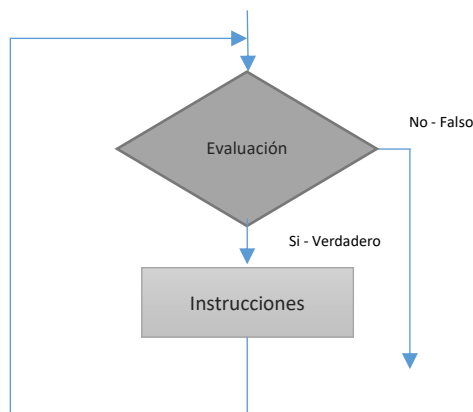 No - Falso
Evaluación
Si - Verdadero
Instrucciones